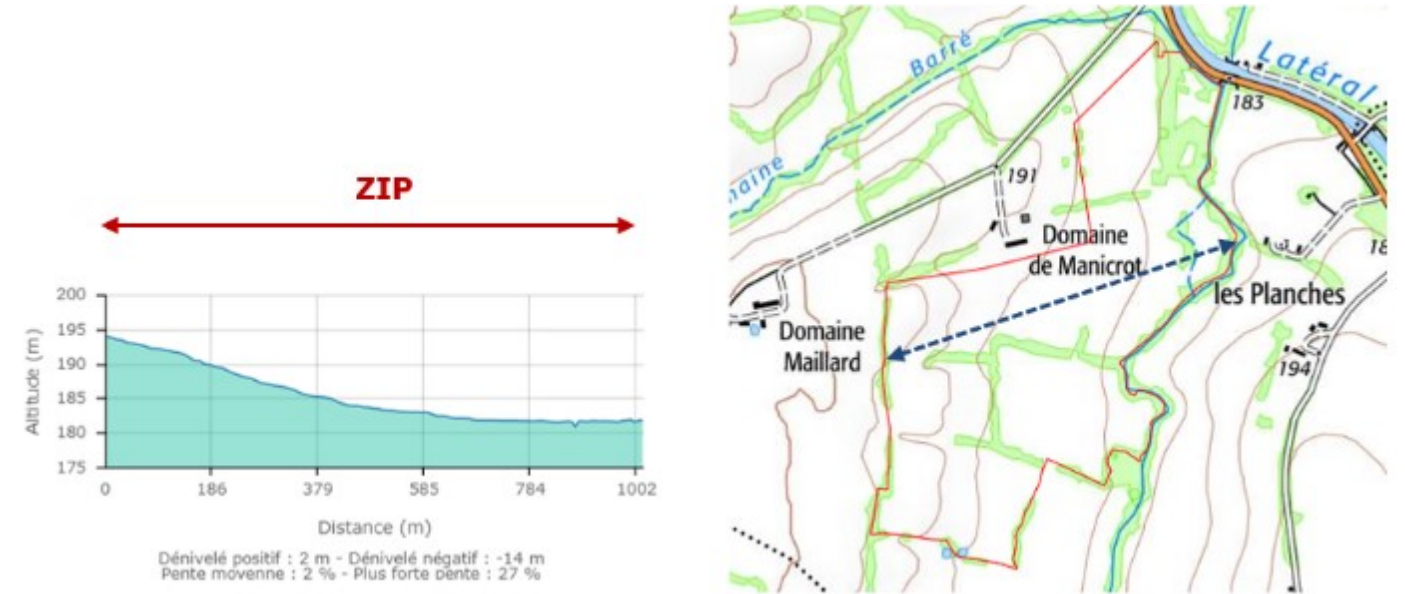 ZIP
200
195
190
185
180
175
Altitude (m)
0 186 379 585 784 1002
Distance (m)
Dénivelé positif : 2 m - Dénivelé négatif : -14 m
Pente moyenne : 2 % - Plus forte pente : 27 %
Barré
Latéral
183
maine
191
Domaine
de Manicrot
18
les Planches
Domaine
Maillard
194